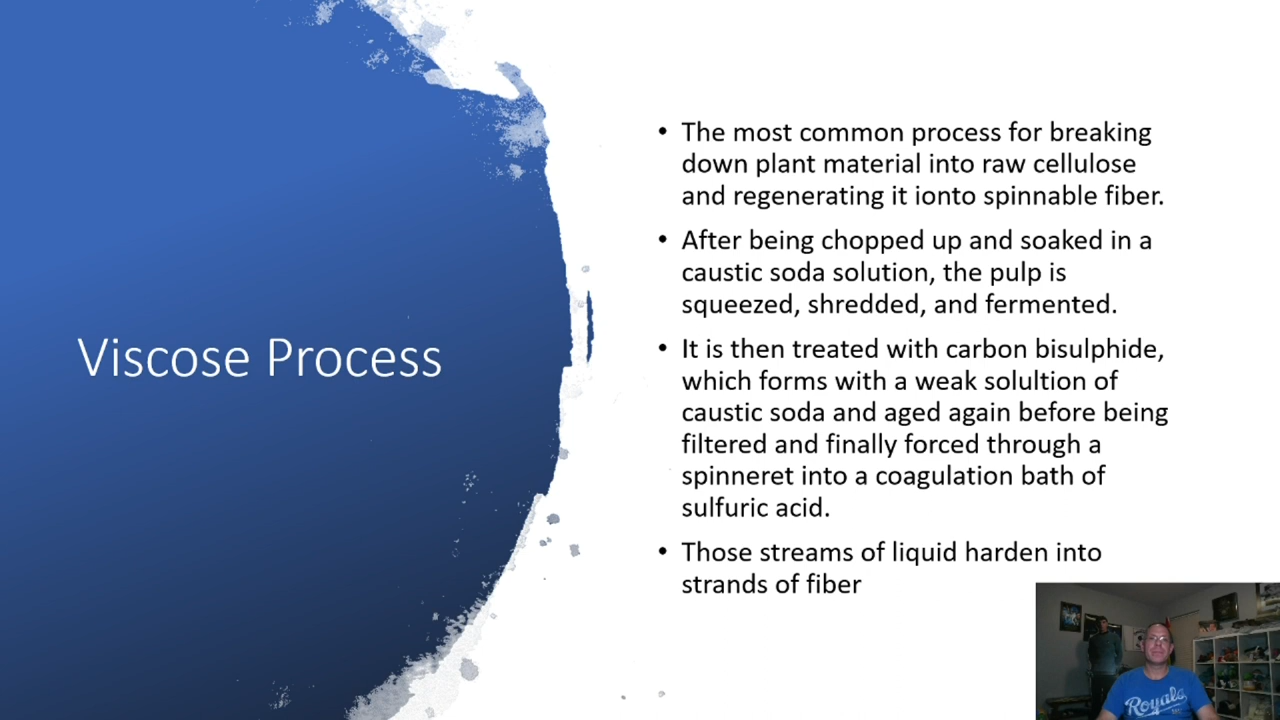 Viscose Process
• The most common process for breaking
down plant material into raw cellulose
and regenerating it ionto spinnable fiber.
• After being chopped up and soaked in a
caustic soda solution, the pulp is
squeezed, shredded, and fermented.
• It is then treated with carbon bisulphide,
which forms with a weak solultion of
caustic soda and aged again before being
filtered and finally forced through a
spinneret into a coagulation bath of
sulfuric acid.
• Those streams of liquid harden into
strands of fiber
Royals